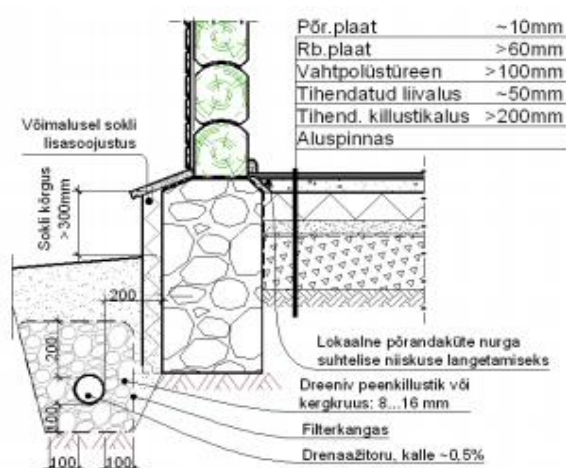 Põr.plaat ~10mm
Rb.plaat >60mm
Vahtpolüstüreen >100mm
Tihendatud liivalus ~50mm
Tihend. killustikalus >200mm
Aluspinnas
Võimalusel sokli
lisasoojustus
Sokli kõrgus
>300mm
200
200
100
100
100
Lokaalne põrandaküte nurga
suhtelise niiskuse langetamiseks
Dreeniv peenkillustik või
kergkruus: 8...16 mm
Filterkangas
Drenaažitoru, kalle ~0,5%